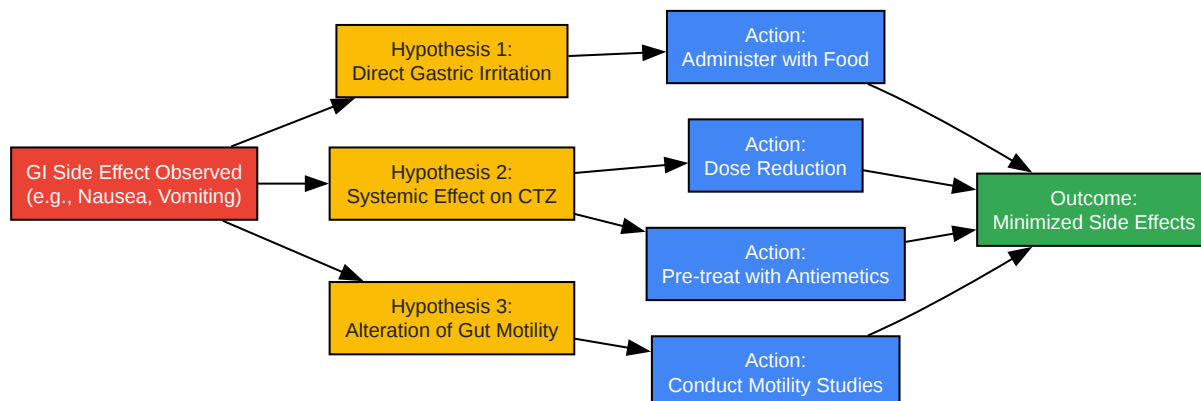 GI Side Effect Observed
(e.g., Nausea, Vomiting)
Hypothesis 1:
Direct Gastric Irritation
Hypothesis 2:
Systemic Effect on CTZ
Hypothesis 3:
Alteration of Gut Motility
Action:
Administer with Food
Action:
Dose Reduction
Action:
Pre-treat with Antiemetics
Action:
Conduct Motility Studies
Outcome:
Minimized Side Effects